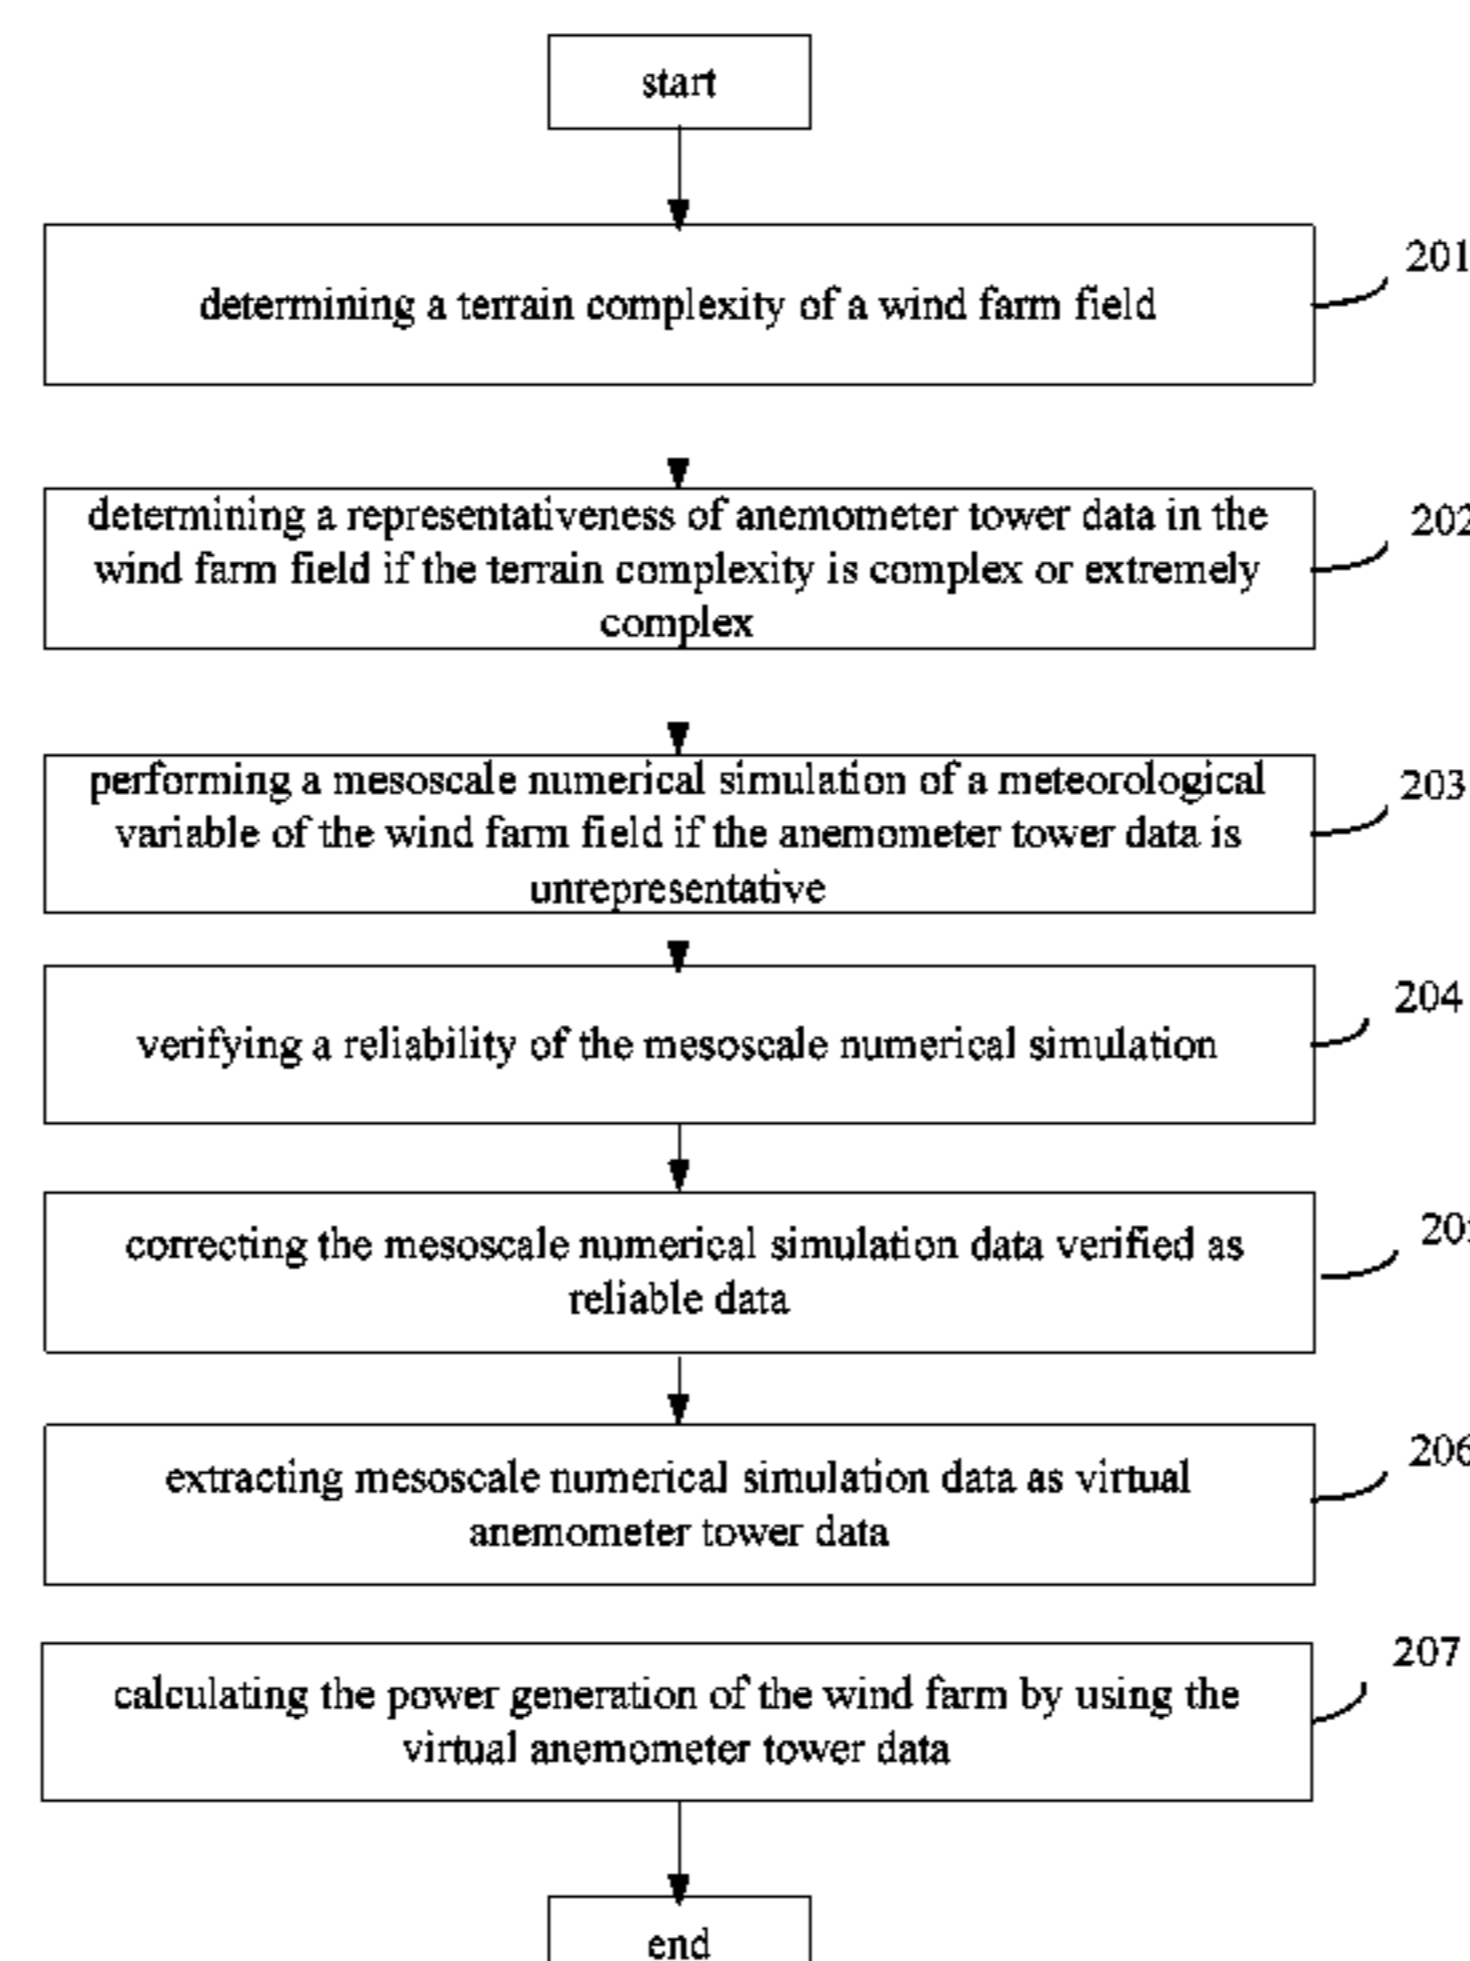 start
determining a terrain complexity of a wind farm field
201
determining a representativeness of anemometer tower data in the
wind farm field if the terrain complexity is complex or extremely
complex
202
performing a mesoscale numerical simulation of a meteorological
variable of the wind farm field if the anemometer tower data is
unrepresentative
203
verifying a reliability of the mesoscale numerical simulation
204
correcting the mesoscale numerical simulation data verified as
reliable data
extracting mesoscale numerical simulation data as virtual
anemometer tower data
206
calculating the power generation of the wind farm by using the
virtual anemometer tower data
207
end